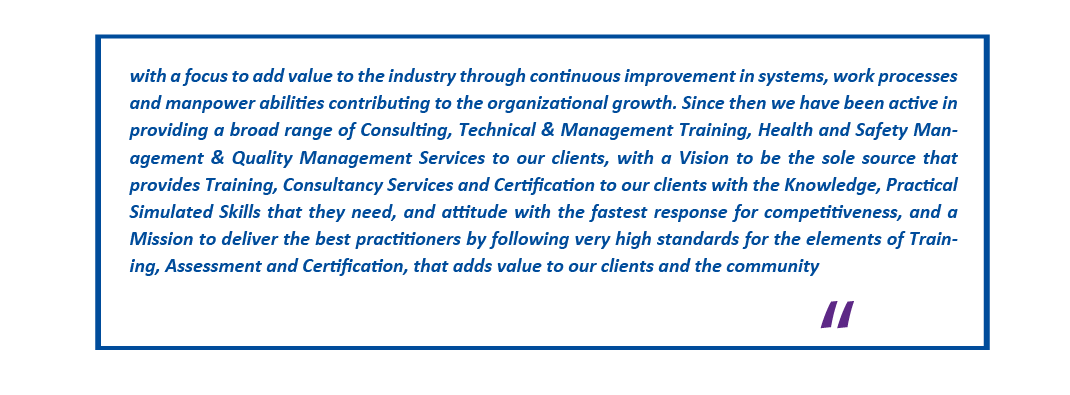 with a focus to add value to the industry through continuous improvement in systems, work processes
and manpower abilities contributing to the organizational growth. Since then we have been active in
providing a broad range of Consulting, Technical & Management Training, Health and Safety Man-
agement & Quality Management Services to our clients, with a Vision to be the sole source that
provides Training, Consultancy Services and Certification to our clients with the Knowledge, Practical
Simulated Skills that they need, and attitude with the fastest response for competitiveness, and a
Mission to deliver the best practitioners by following very high standards for the elements of Train-
ing, Assessment and Certification, that adds value to our clients and the community
“